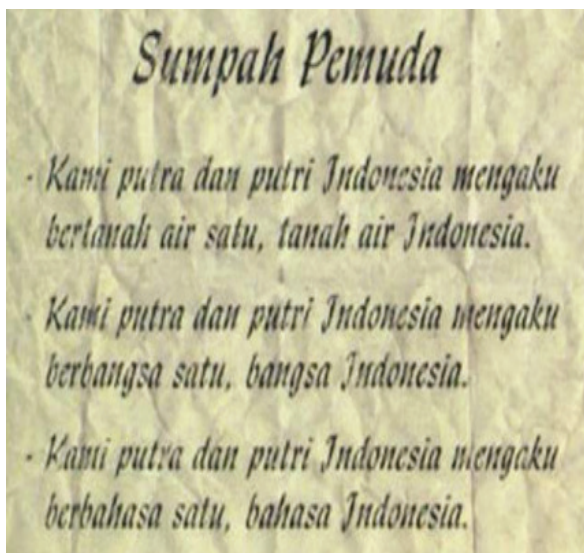 Sumpah Pemuda
- Kami putra dan putri Indonesia mengaku
bertanah air satu, tanah air Indonesia.
- Kami putra dan putri Indonesia mengaku
berbangsa satu, bangsa Indonesia.
- Kami putra dan putri Indonesia mengaku
berbahasa satu, bahasa Indonesia.